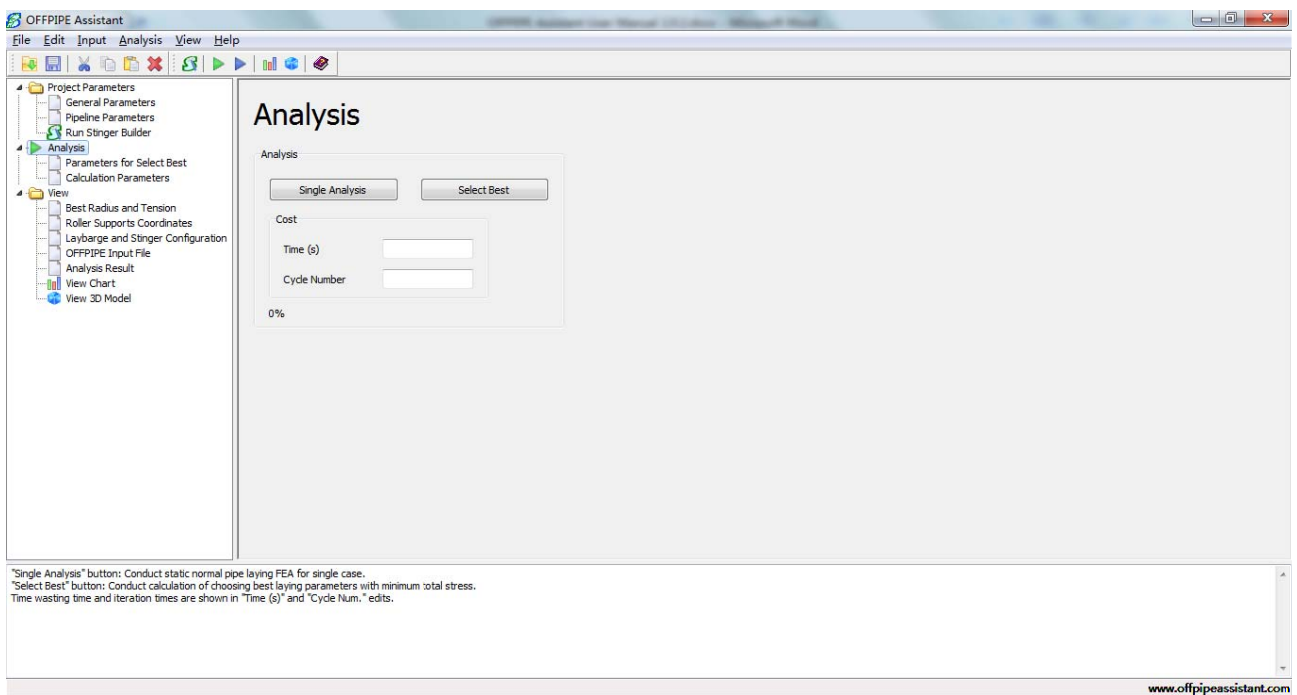 OFFPIPE Assistant
File Edit Input Analysis View Help
Project Parameters
General Parameters
Pipeline Parameters
Run Stinger Builder
Analysis
Parameters for Select Best
Calculation Parameters
View
Best Radius and Tension
Roller Supports Coordinates
Laybarge and Stinger Configuration
OFFPIPE Input File
Analysis Result
View Chart
View 3D Model
Analysis
Analysis
Single Analysis Select Best
Cost
Time (s)
Cycle Number
0%
"Single Analysis" button: Conduct static normal pipe laying FEA for single case.
"Select Best" button: Conduct calculation of choosing best laying parameters with minimum total stress.
Time wasting time and iteration times are shown in "Time (s)" and "Cycle Num." edits.
www.offpipeassistant.com